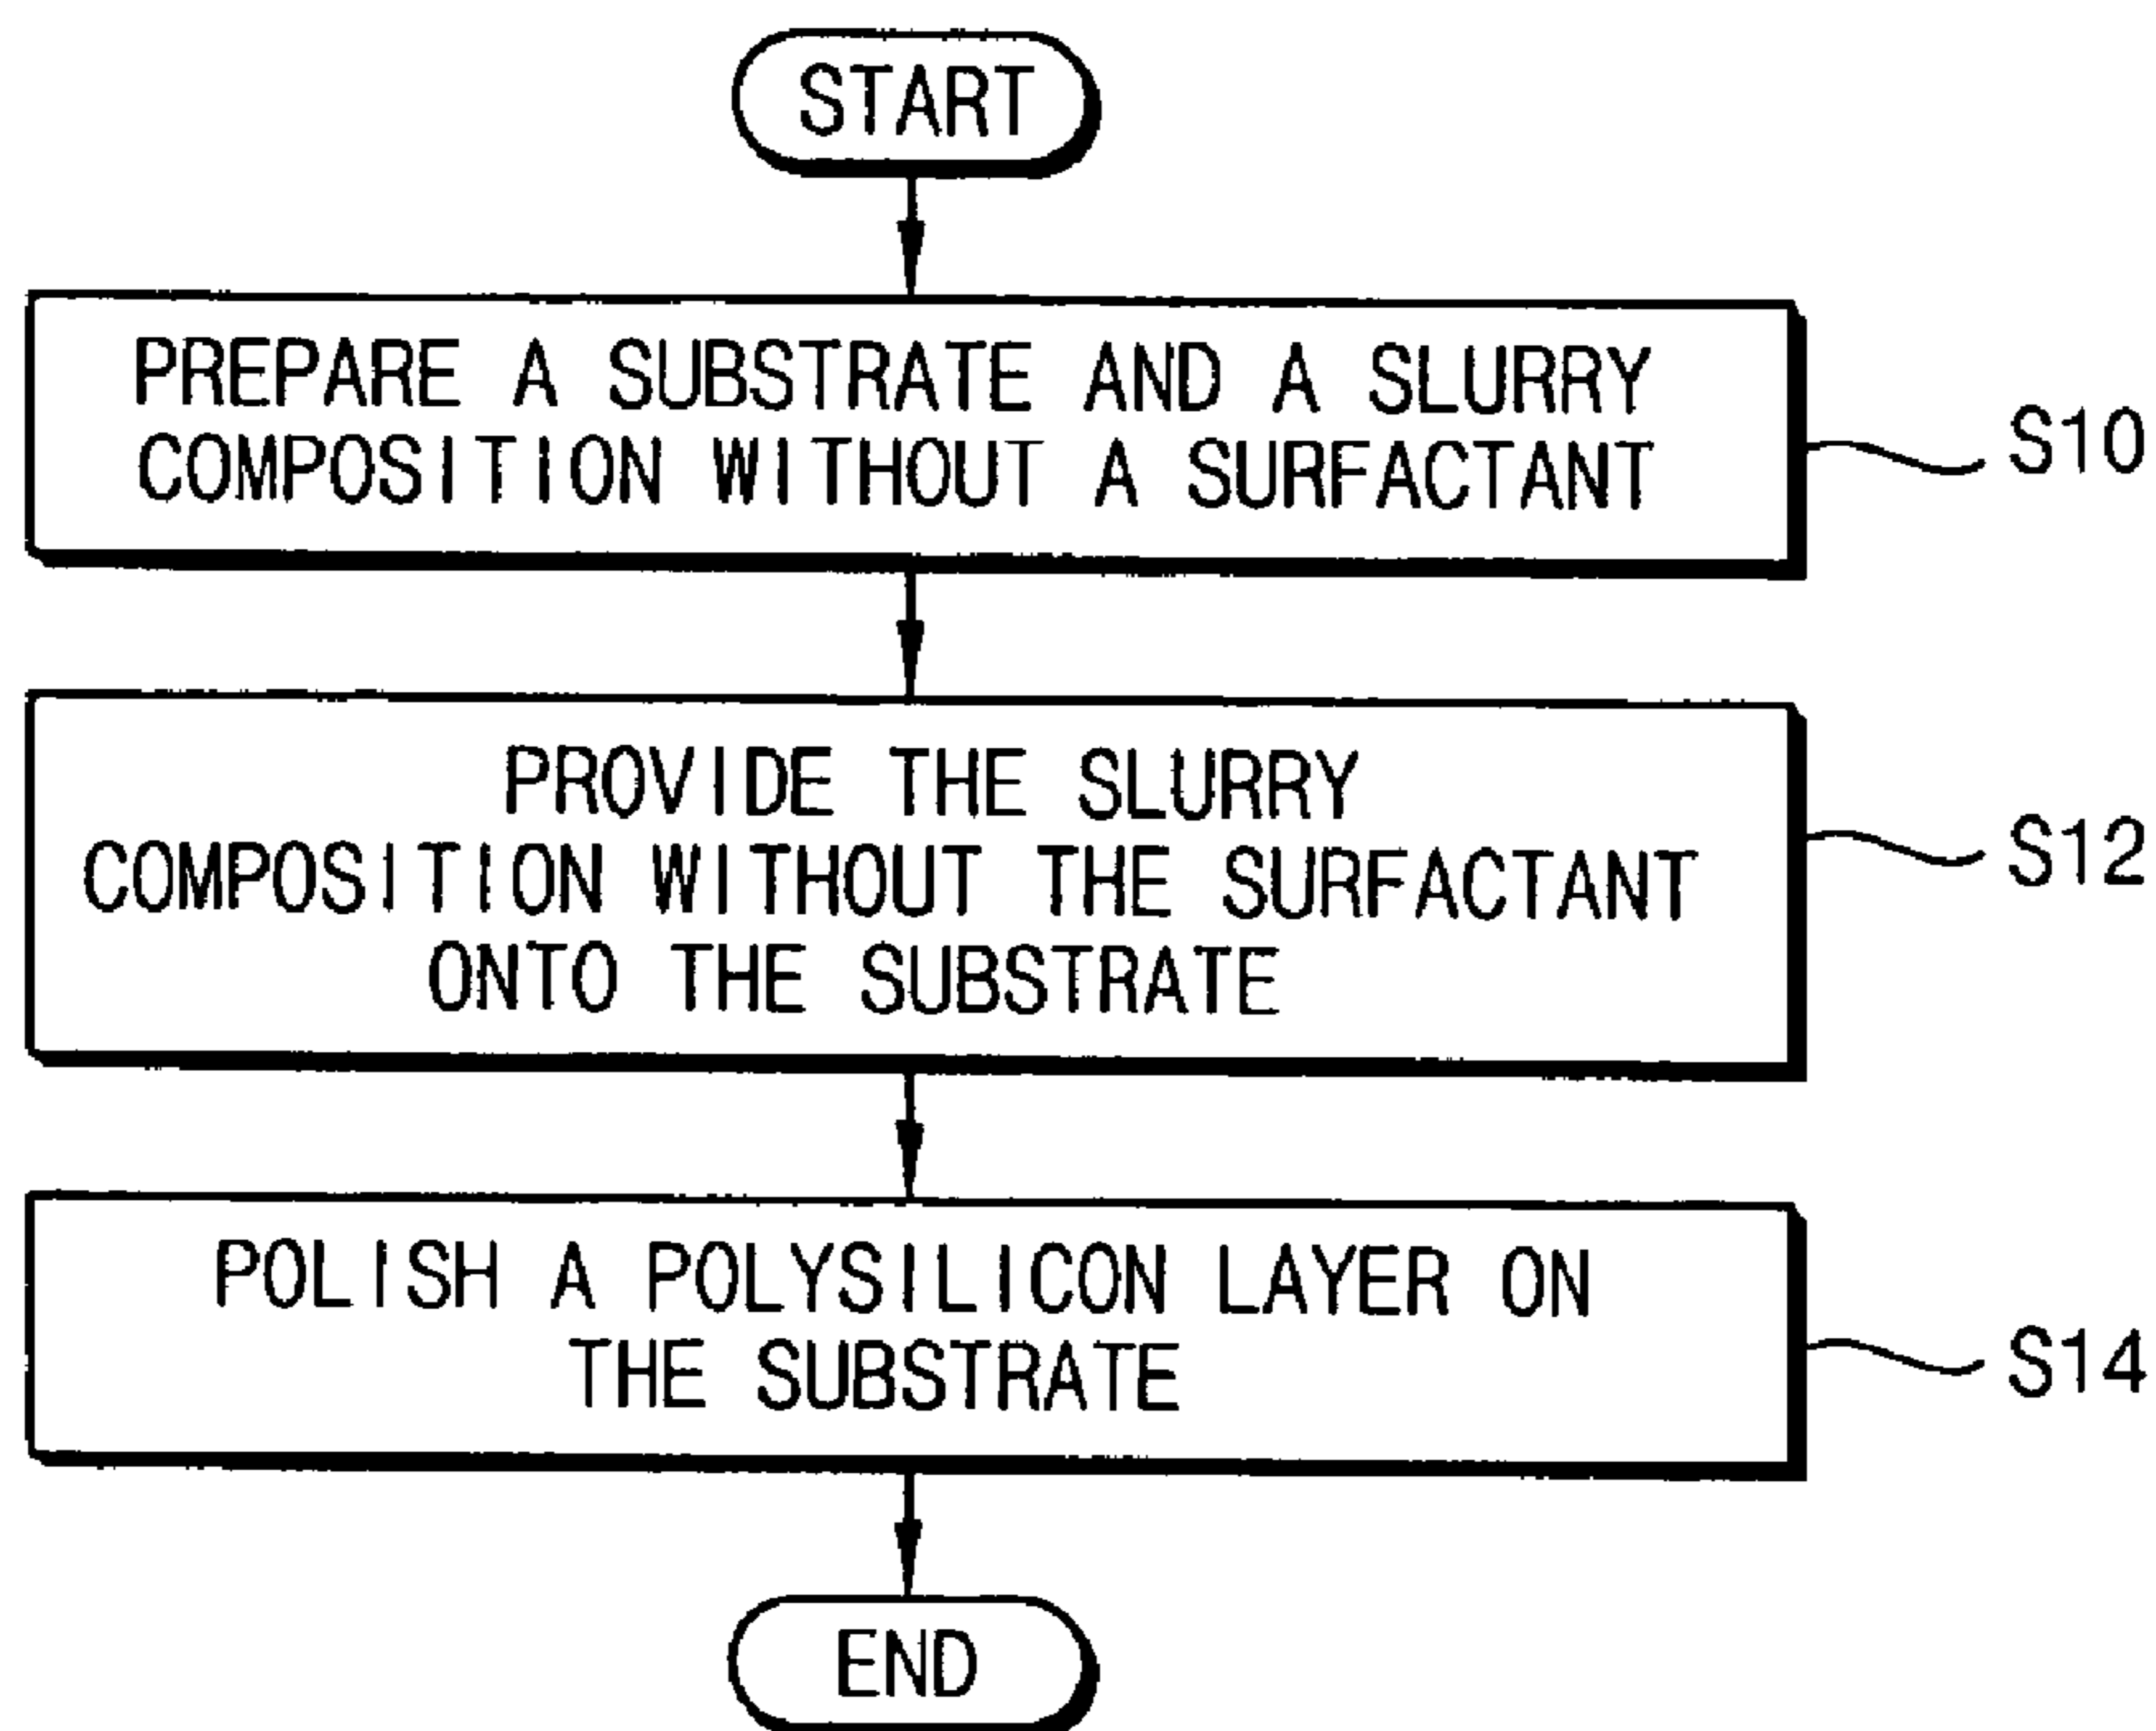 START
PREPARE A SUBSTRATE AND A SLURRY
COMPOSITION WITHOUT A SURFACTANT
S10
PROVIDE THE SLURRY
COMPOSITION WITHOUT THE SURFACTANT
ONTO THE SUBSTRATE
S12
POLISH A POLYSILICON LAYER ON
THE SUBSTRATE
S14
END